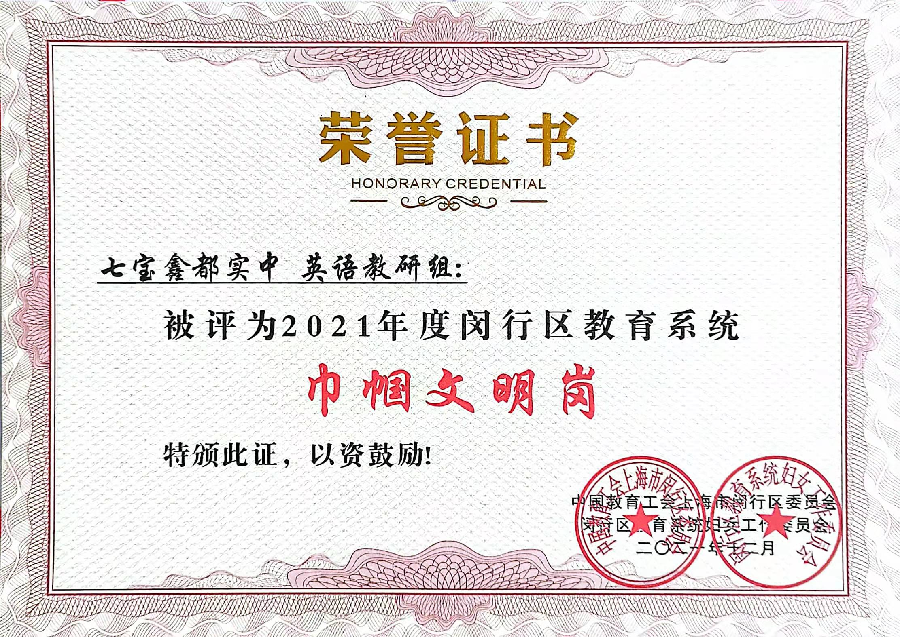 荣誉证书
HONORARY CREDENTIAL
七宝鑫都实中 英语教研组:
被评为2021年度闵行区教育系统
巾帼文明岗
特颁此证，以资鼓励!
中国教育工会上海市闵行区委员会
闵行区教育系统妇女工作委员会
二〇二一年十二月
中国教育工会上海市闵行区委员会
闵行区教育系统妇女工作委员会